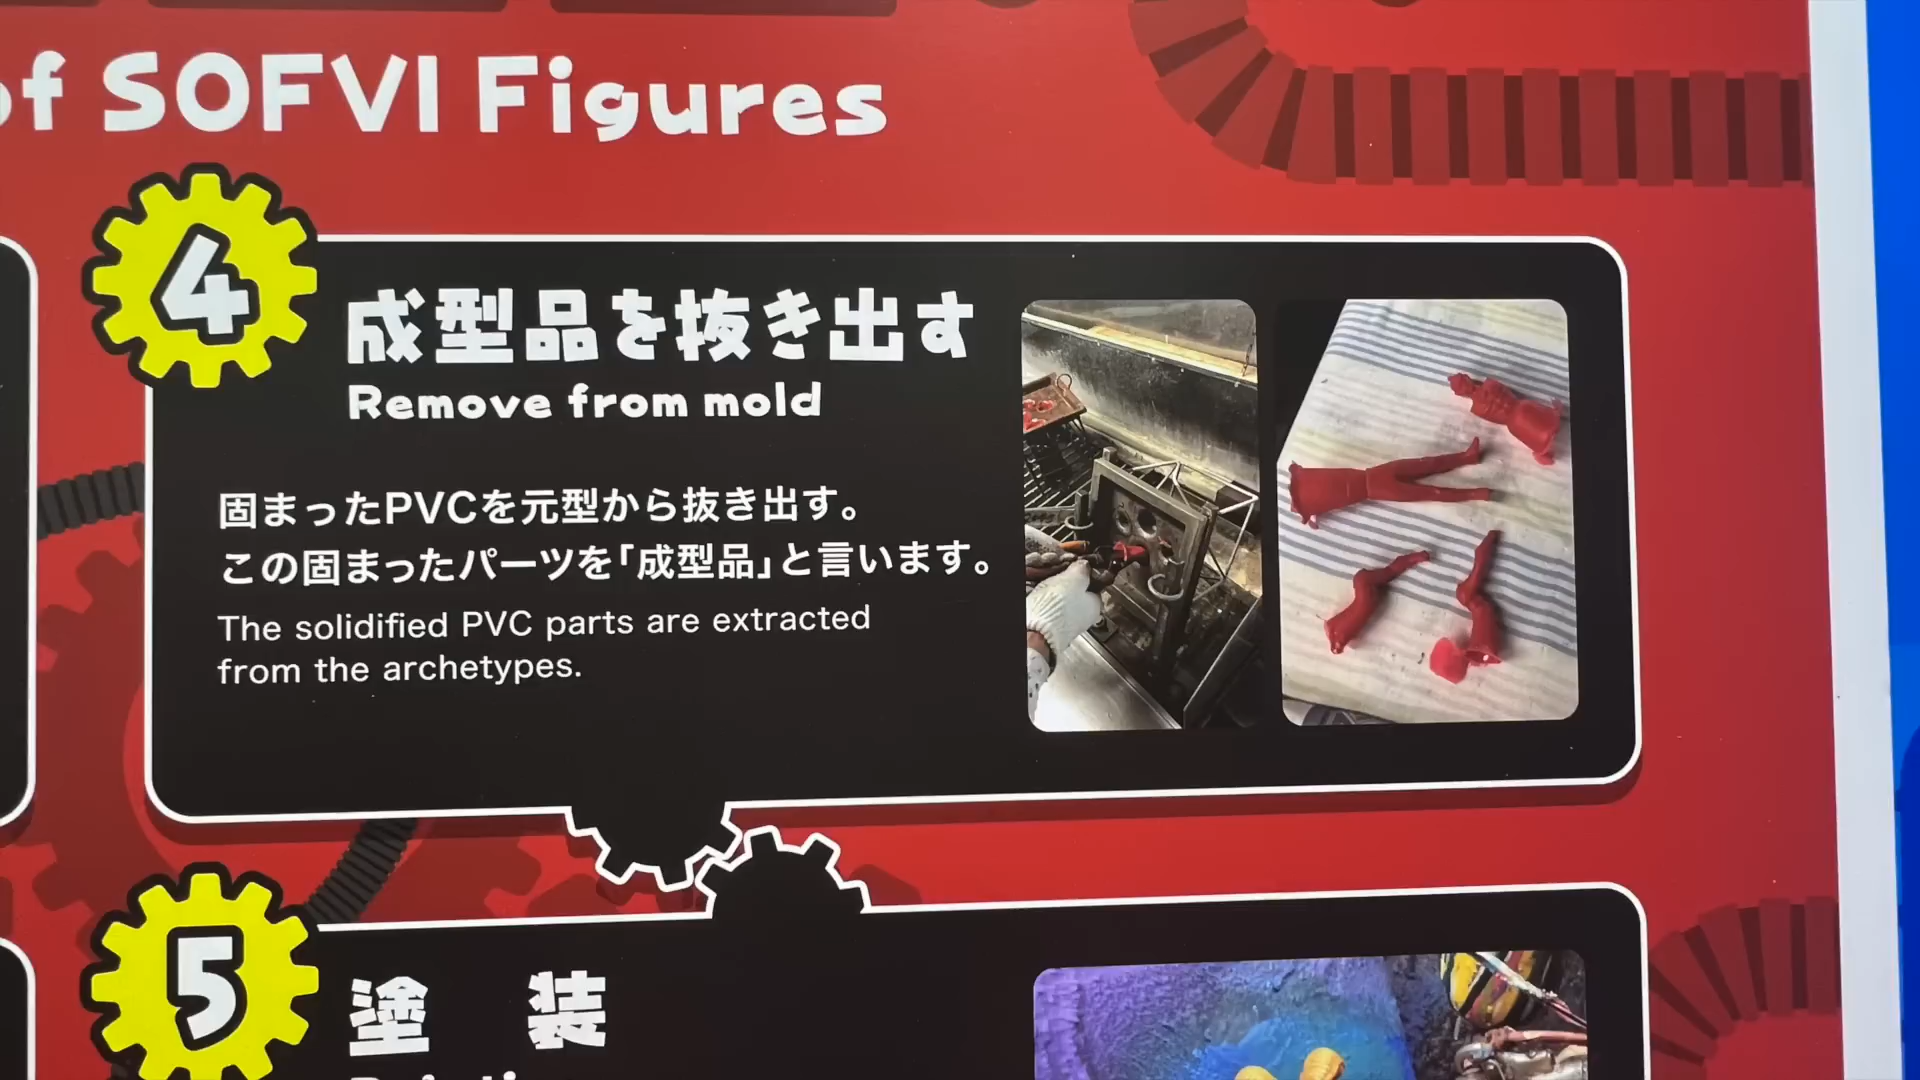 of SOFVI Figures
4
成型品を抜き出す
Remove from mold
固まったPVCを元型から抜き出す。
この固まったパーツを「成型品」と言います。
The solidified PVC parts are extracted
from the archetypes.
5
塗 装